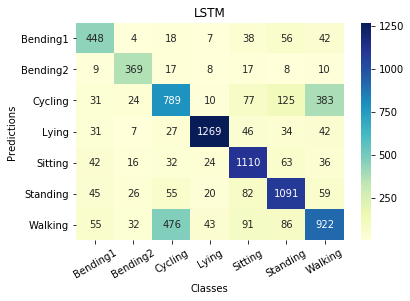 LSTM
Predictions
Bending1 448 4 18 7 38 56 42
Bending2 9 369 17 8 17 8 10
Cycling 31 24 789 10 77 125 383
Lying 31 7 27 1269 46 34 42
Sitting 42 16 32 24 1110 63 36
Standing 45 26 55 20 82 1091 59
Walking 55 32 476 43 91 86 922
Bending1 Bending2 Cycling Lying Sitting Standing Walking
Classes
1250
1000
750
500
250